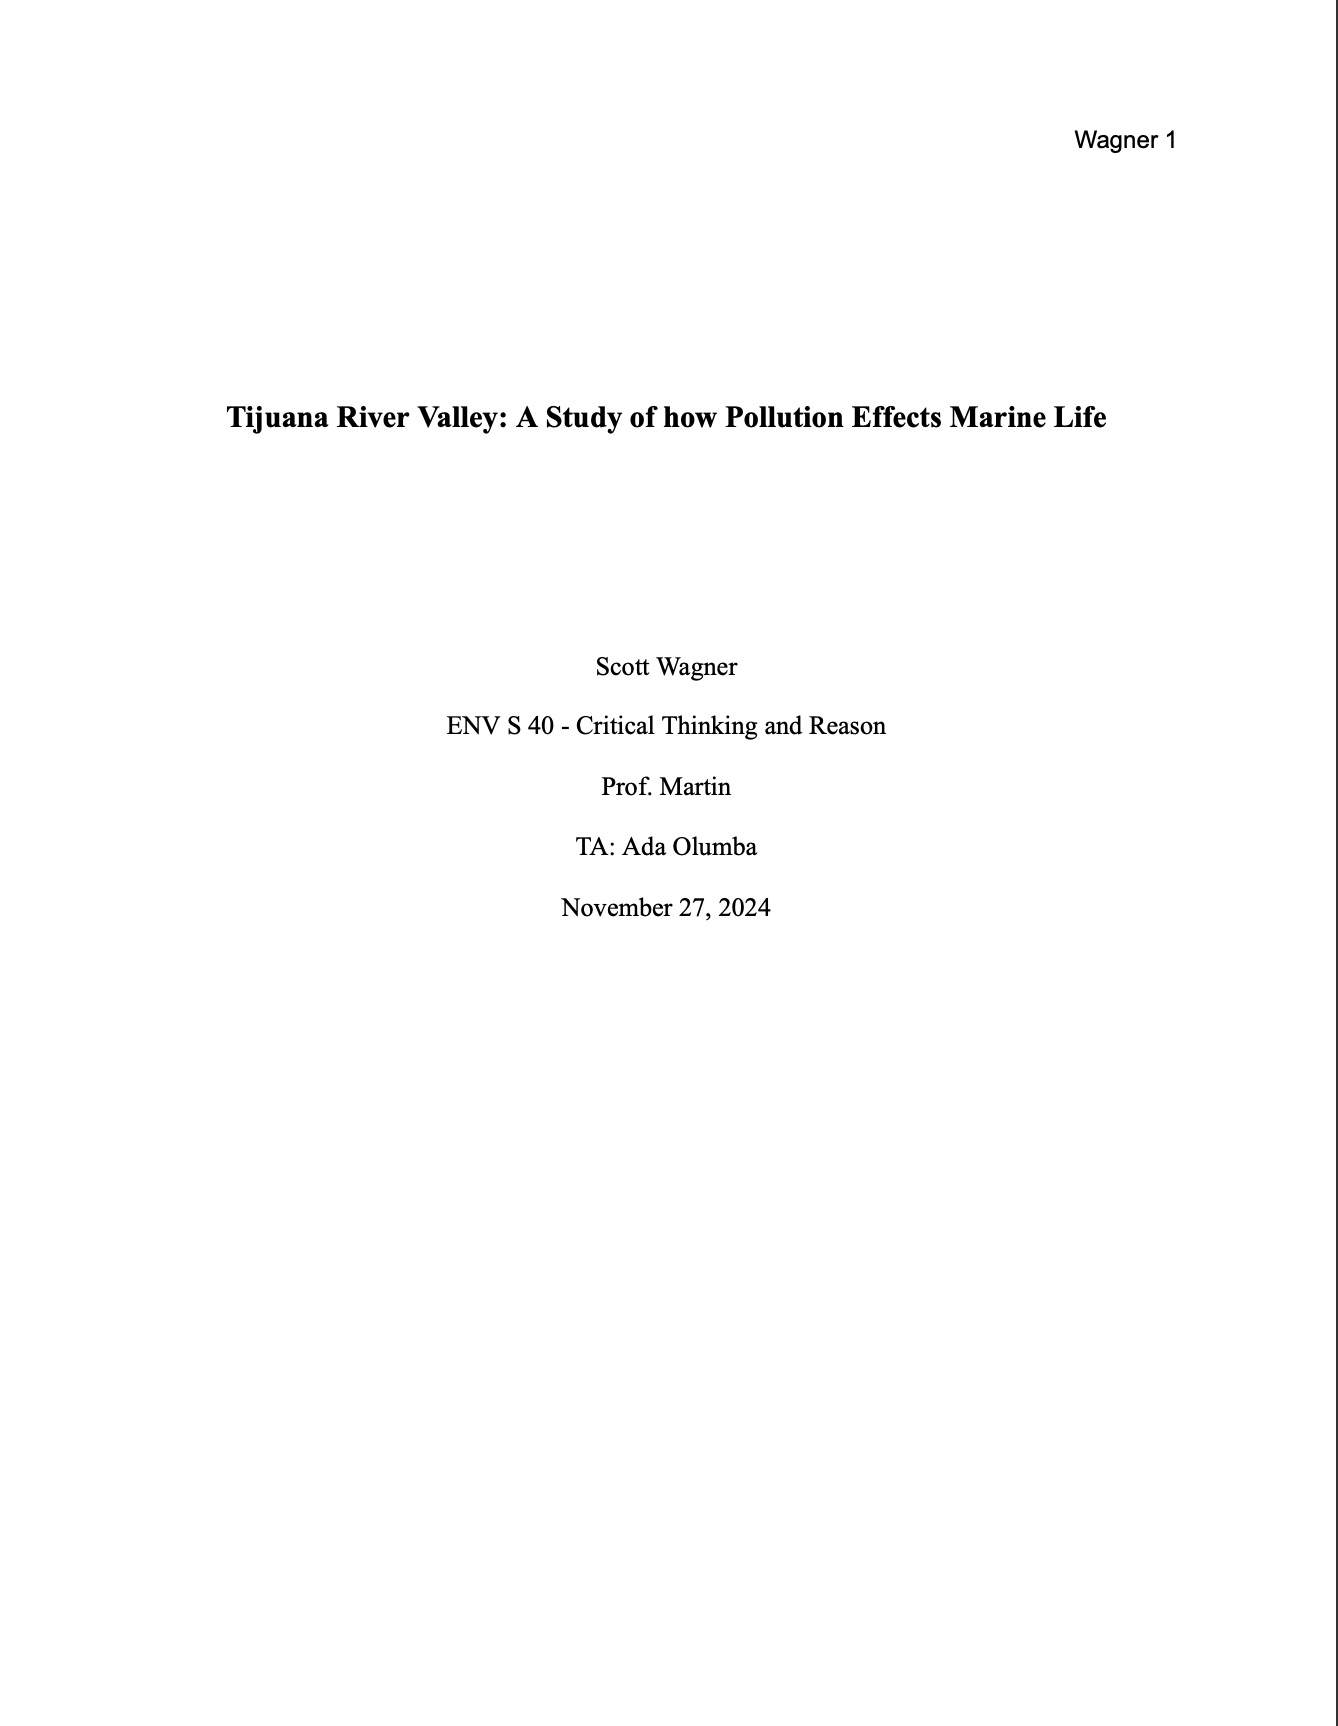 Wagner 1
Tijuana River Valley: A Study of how Pollution Effects Marine Life
Scott Wagner
ENV S 40 - Critical Thinking and Reason
Prof. Martin
TA: Ada Olumba
November 27, 2024